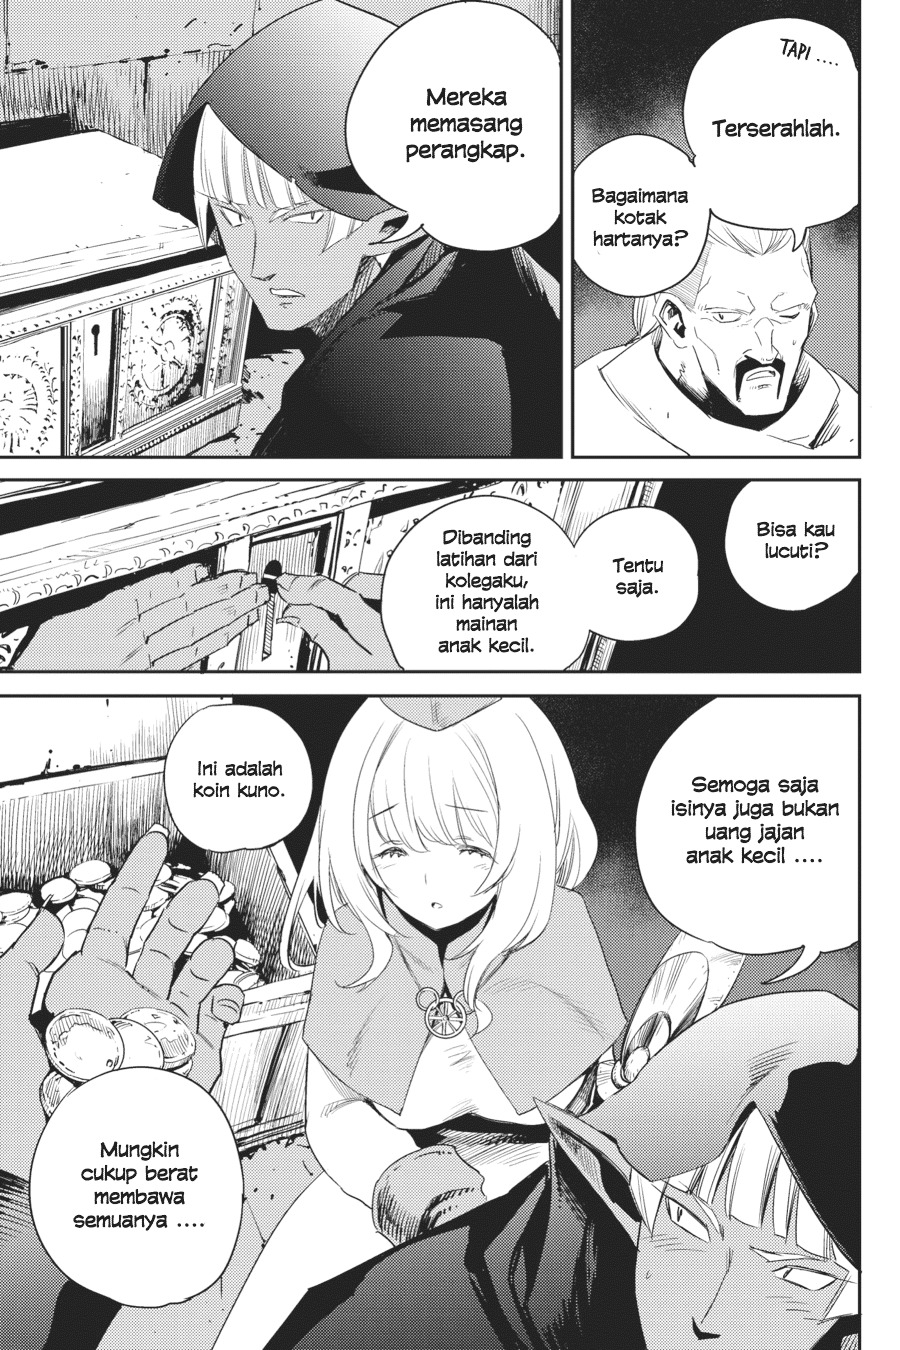 TAPI ....
Terserahlah.
Bagaimana
kotak
hartanya?
Mereka
memasang
perangkap.
Bisa kau
lucuti?
Tentu
saja.
Dibanding
latihan dari
kolegaku,
ini hanyalah
mainan
anak kecil.
Semoga saja
isinya juga bukan
uang jajan
anak kecil ....
Ini adalah
koin kuno.
Mungkin
cukup berat
membawa
semuanya ....